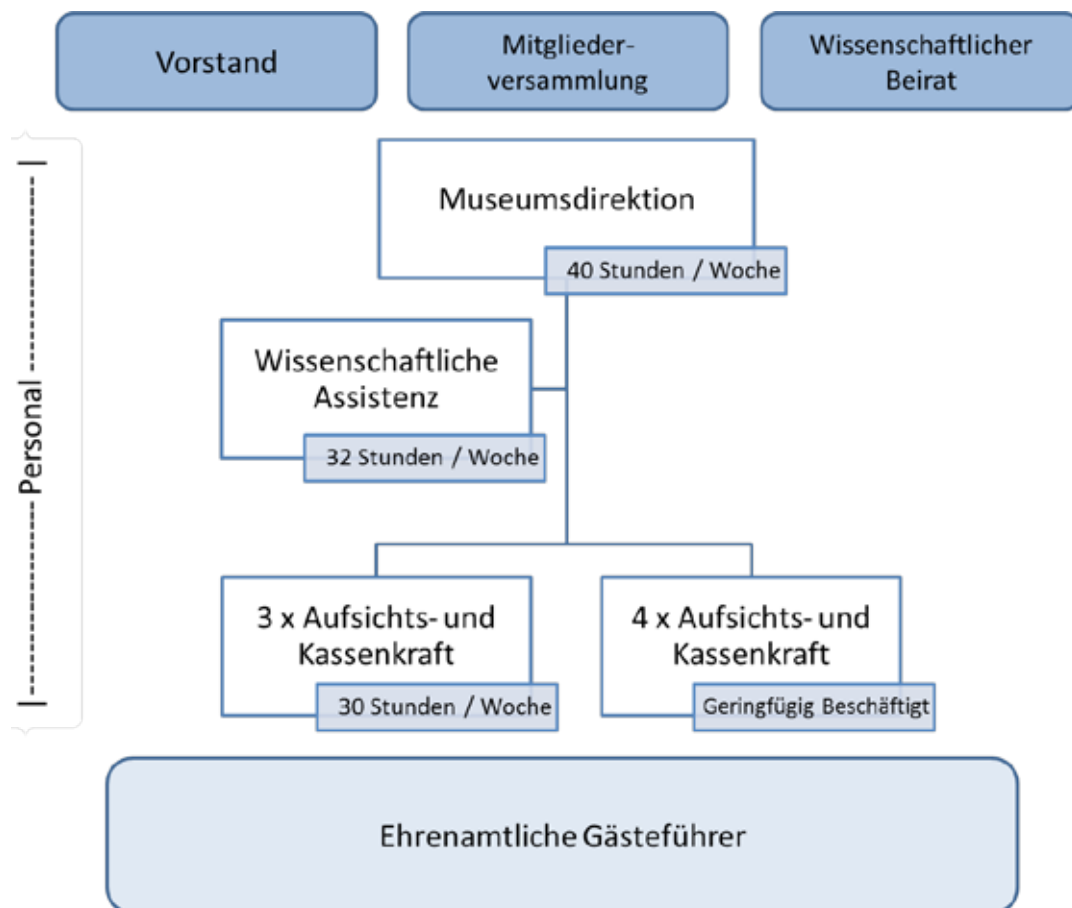 Vorstand
Mitglieder-
versammlung
Wissenschaftlicher
Beirat
Personal
Museumsdirektion
40 Stunden / Woche
Wissenschaftliche
Assistenz
32 Stunden / Woche
3 x Aufsichts- und
Kassenkraft
30 Stunden / Woche
4 x Aufsichts- und
Kassenkraft
Geringfügig Beschäftigt
Ehrenamtliche Gästeführer